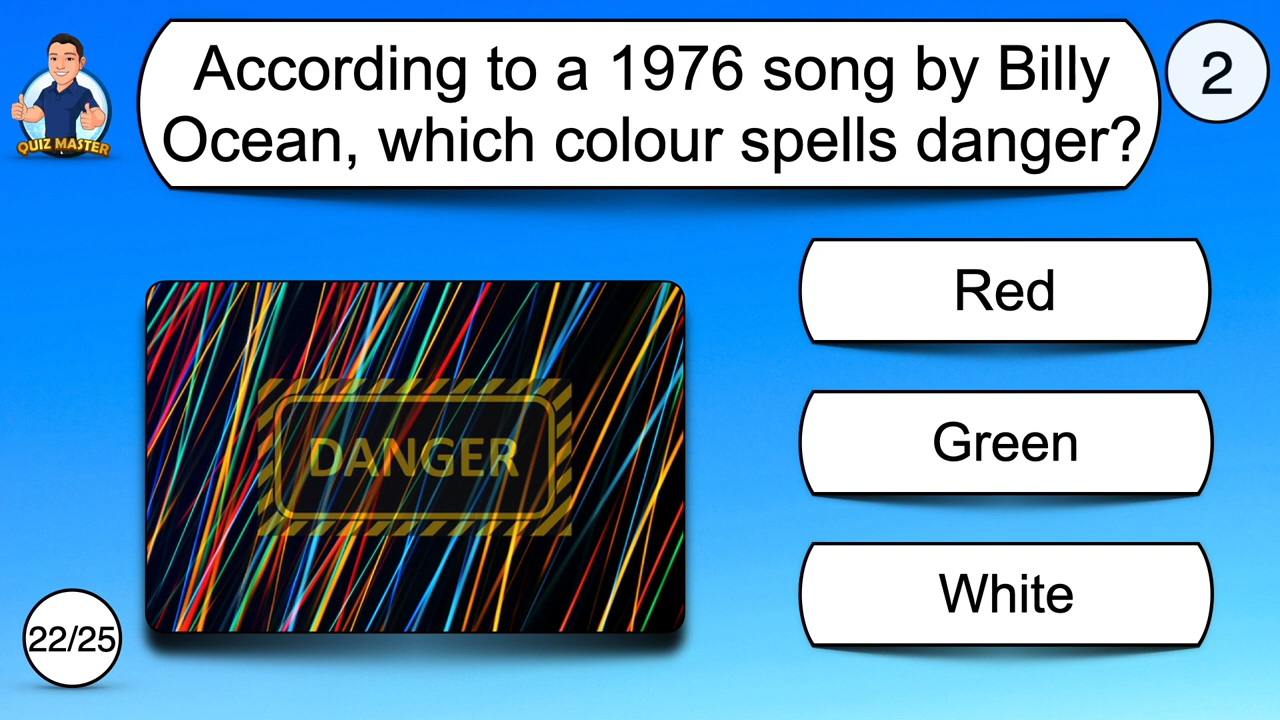 According to a 1976 song by Billy
Ocean, which colour spells danger?
2
QUIZ MASTER
Red
DANGER
Green
White
22/25